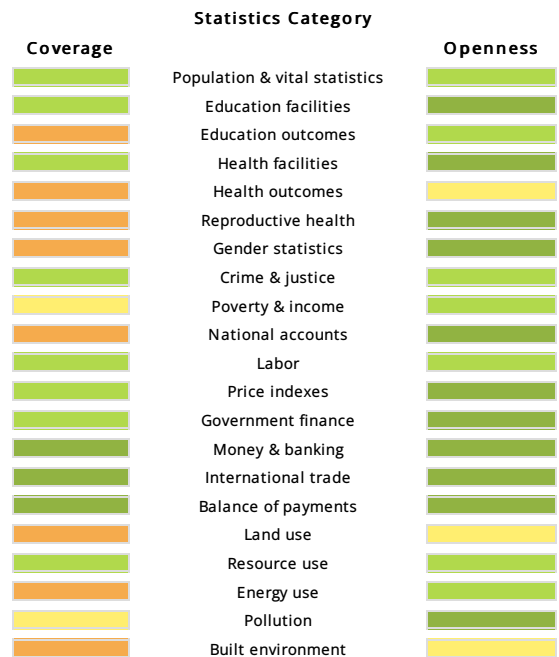 Statistics Category
Coverage
Openness
Population & vital statistics
Education facilities
Education outcomes
Health facilities
Health outcomes
Reproductive health
Gender statistics
Crime & justice
Poverty & income
National accounts
Labor
Price indexes
Government finance
Money & banking
International trade
Balance of payments
Land use
Resource use
Energy use
Pollution
Built environment